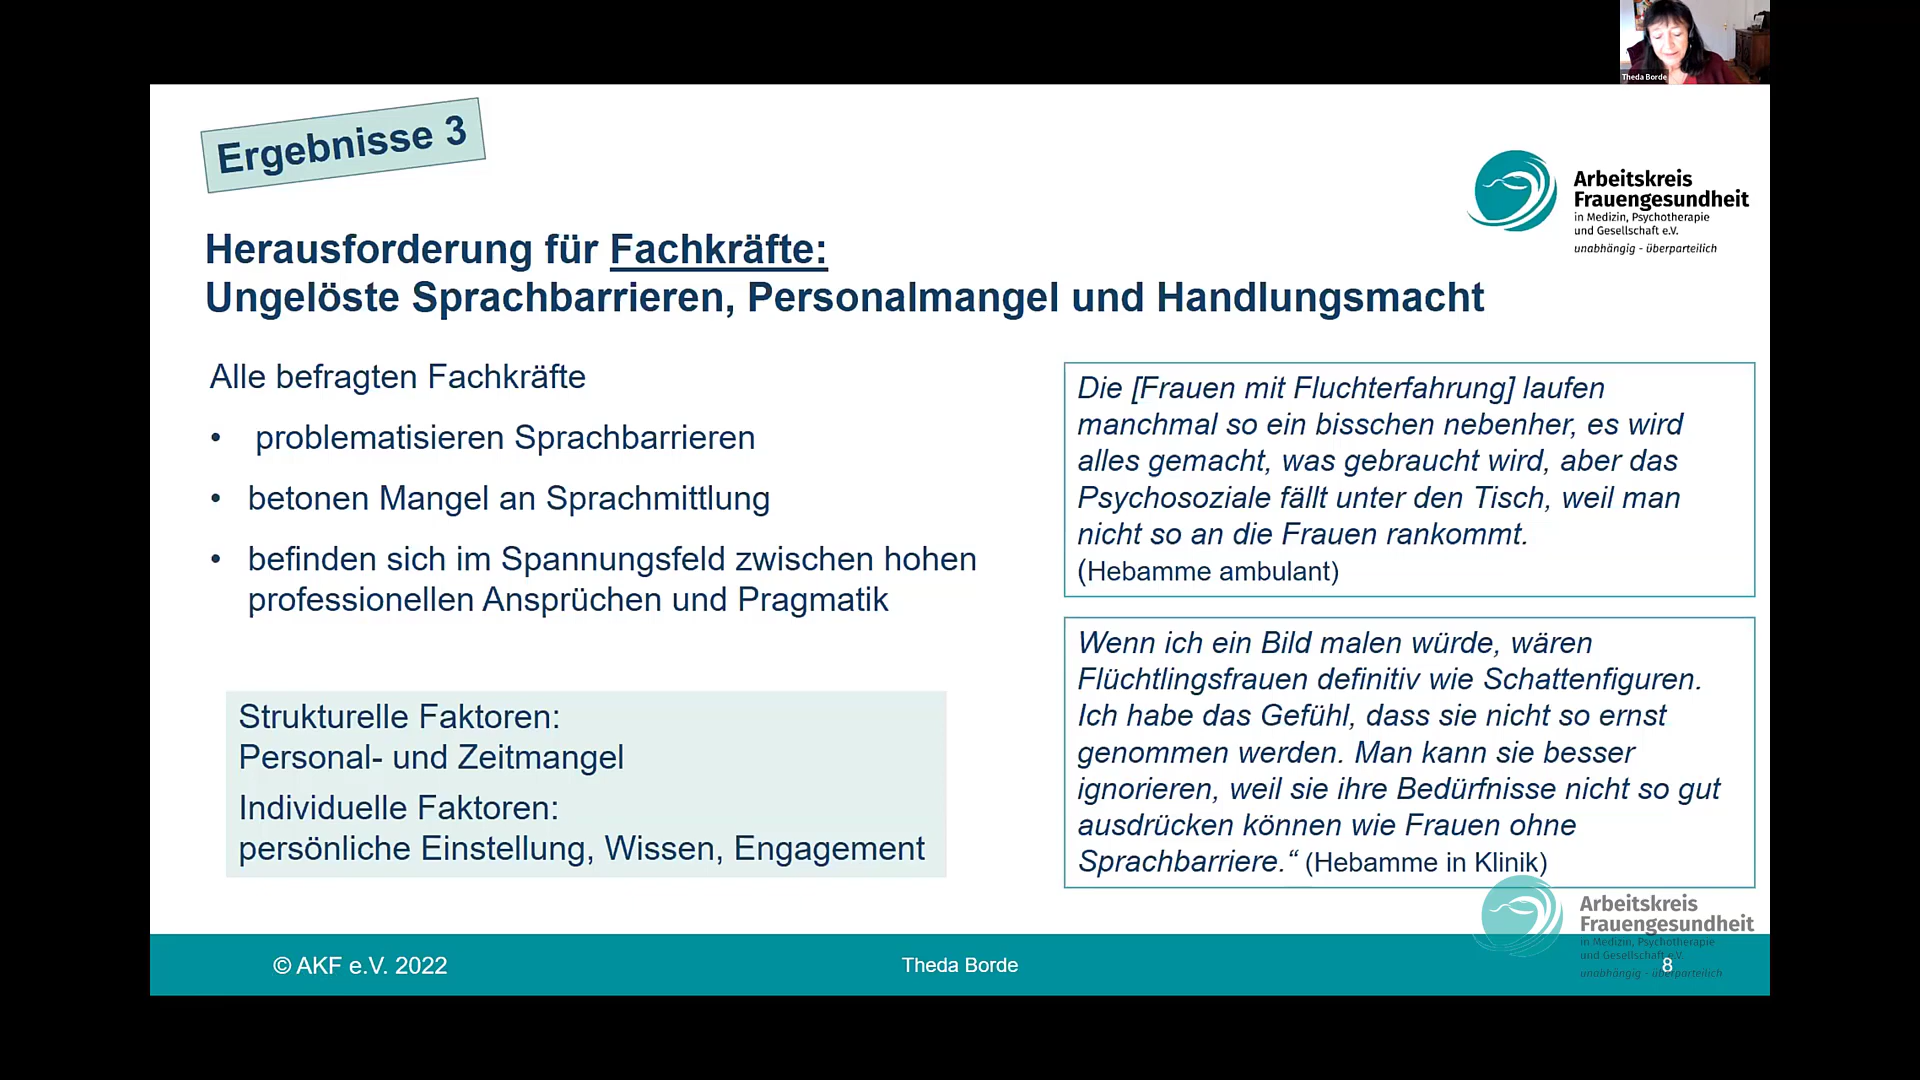 Theda Borde
Ergebnisse 3
Arbeitskreis
Frauengesundheit
in Medizin, Psychotherapie
und Gesellschaft e.V.
unabhängig - überparteilich
Herausforderung für Fachkräfte:
Ungelöste Sprachbarrieren, Personalmangel und Handlungsmacht
Alle befragten Fachkräfte
• problematisieren Sprachbarrieren
• betonen Mangel an Sprachmittlung
• befinden sich im Spannungsfeld zwischen hohen
professionellen Ansprüchen und Pragmatik
Strukturelle Faktoren:
Personal- und Zeitmangel
Individuelle Faktoren:
persönliche Einstellung, Wissen, Engagement
Die [Frauen mit Fluchterfahrung] laufen
manchmal so ein bisschen nebenher, es wird
alles gemacht, was gebraucht wird, aber das
Psychosoziale fällt unter den Tisch, weil man
nicht so an die Frauen rankommt.
(Hebamme ambulant)
Wenn ich ein Bild malen würde, wären
Flüchtlingsfrauen definitiv wie Schattenfiguren.
Ich habe das Gefühl, dass sie nicht so ernst
genommen werden. Man kann sie besser
ignorieren, weil sie ihre Bedürfnisse nicht so gut
ausdrücken können wie Frauen ohne
Sprachbarriere.“ (Hebamme in Klinik)
Arbeitskreis
Frauengesundheit
in Medizin, Psychotherapie
und Gesellschaft e.V.
unabhängig - überparteilich
© AKF e.V. 2022
Theda Borde
8